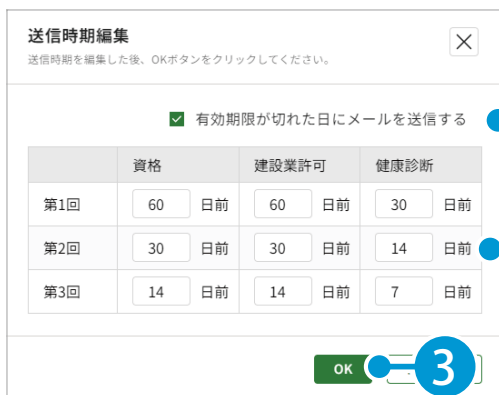 送信時期編集
送信時期を編集した後、OKボタンをクリックしてください。
有効期限が切れた日にメールを送信する
資格 建設業許可 健康診断
第1回 60 日前 60 日前 30 日前
第2回 30 日前 30 日前 14 日前
第3回 14 日前 14 日前 7 日前
OK 3